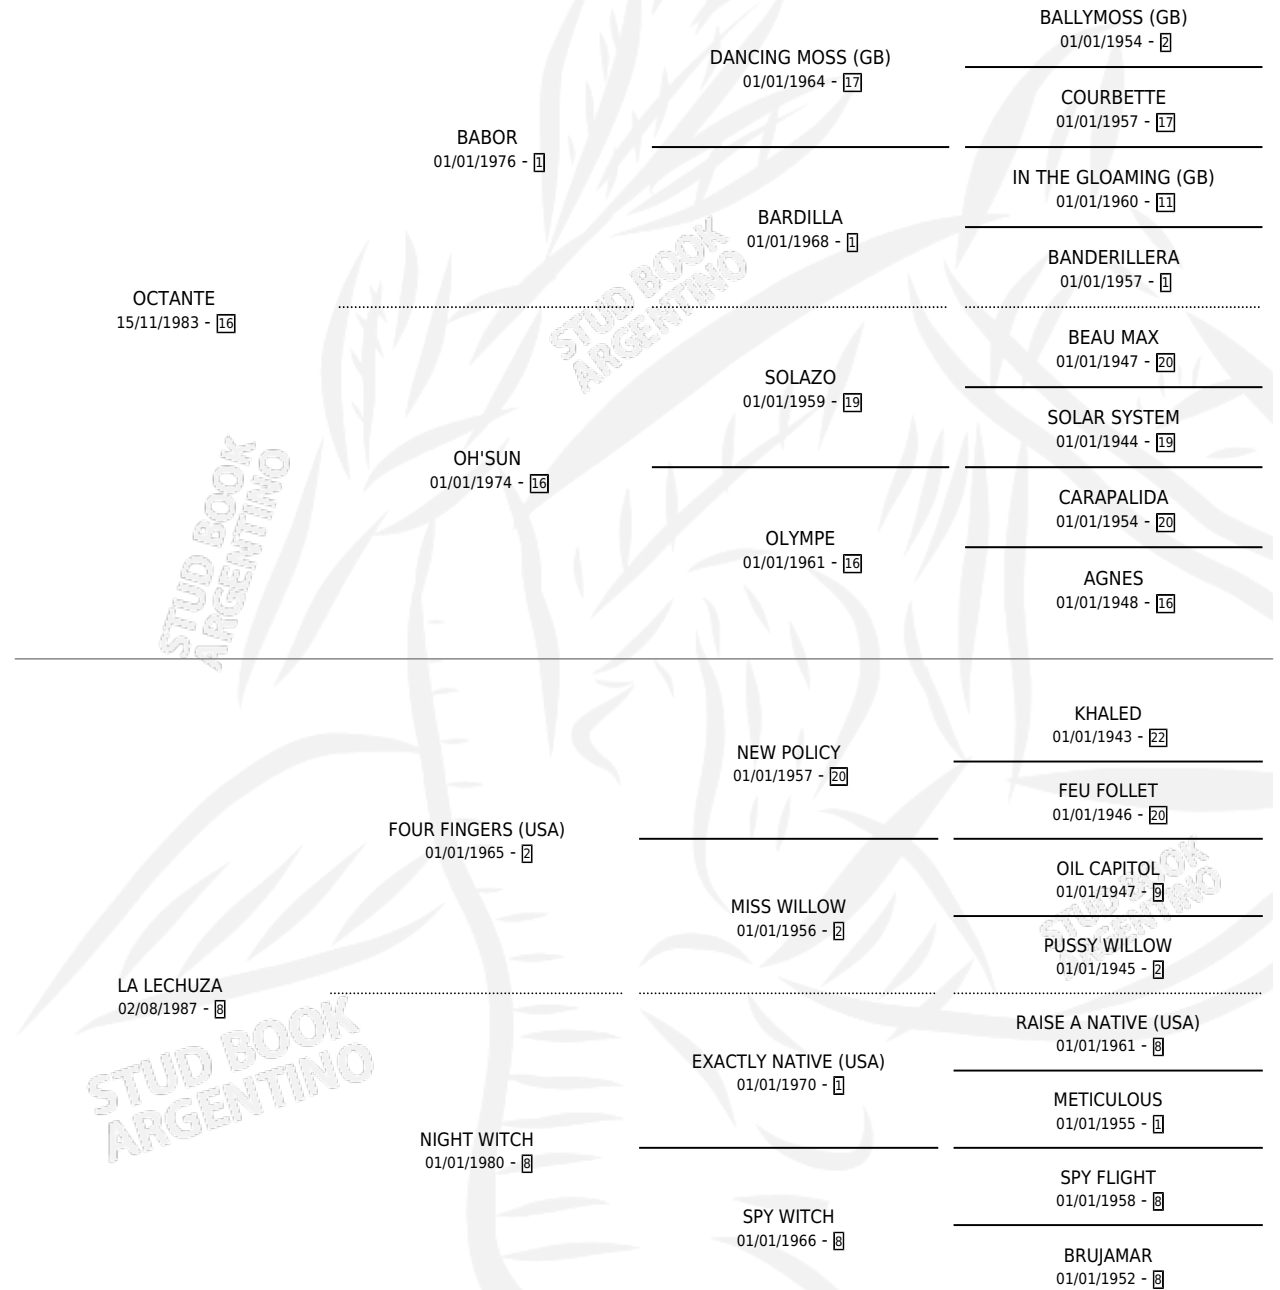 BALLYMOSS (GB)
01/01/1954 - 2
DANCING MOSS (GB)
01/01/1964 - 17
COURBETTE
01/01/1957 - 17
BABOR
01/01/1976 - 1
IN THE GLOAMING (GB)
01/01/1960 - 11
BARDILLA
01/01/1968 - 1
BANDERILLERA
01/01/1957 - 1
OCTANTE
15/11/1983 - 16
BEAU MAX
01/01/1947 - 20
SOLAZO
01/01/1959 - 19
SOLAR SYSTEM
01/01/1944 - 19
OH'SUN
01/01/1974 - 16
CARAPALIDA
01/01/1954 - 20
OLYMPE
01/01/1961 - 16
AGNES
01/01/1948 - 16
STUD BOOK
ARGENTINO
STUD BOOK
ARGENTINO
KHALED
01/01/1943 - 22
NEW POLICY
01/01/1957 - 20
FEU FOLLET
01/01/1946 - 20
FOUR FINGERS (USA)
01/01/1965 - 2
OIL CAPITOL
01/01/1947 - 9
MISS WILLOW
01/01/1956 - 2
PUSSY WILLOW
01/01/1945 - 2
LA LECHUZA
02/08/1987 - 8
RAISE A NATIVE (USA)
01/01/1961 - 8
EXACTLY NATIVE (USA)
01/01/1970 - 1
METICULOUS
01/01/1955 - 1
NIGHT WITCH
01/01/1980 - 8
SPY FLIGHT
01/01/1958 - 8
SPY WITCH
01/01/1966 - 8
BRUJAMAR
01/01/1952 - 8
STUD BOOK
ARGENTINO
STUD BOOK
ARGENTINO